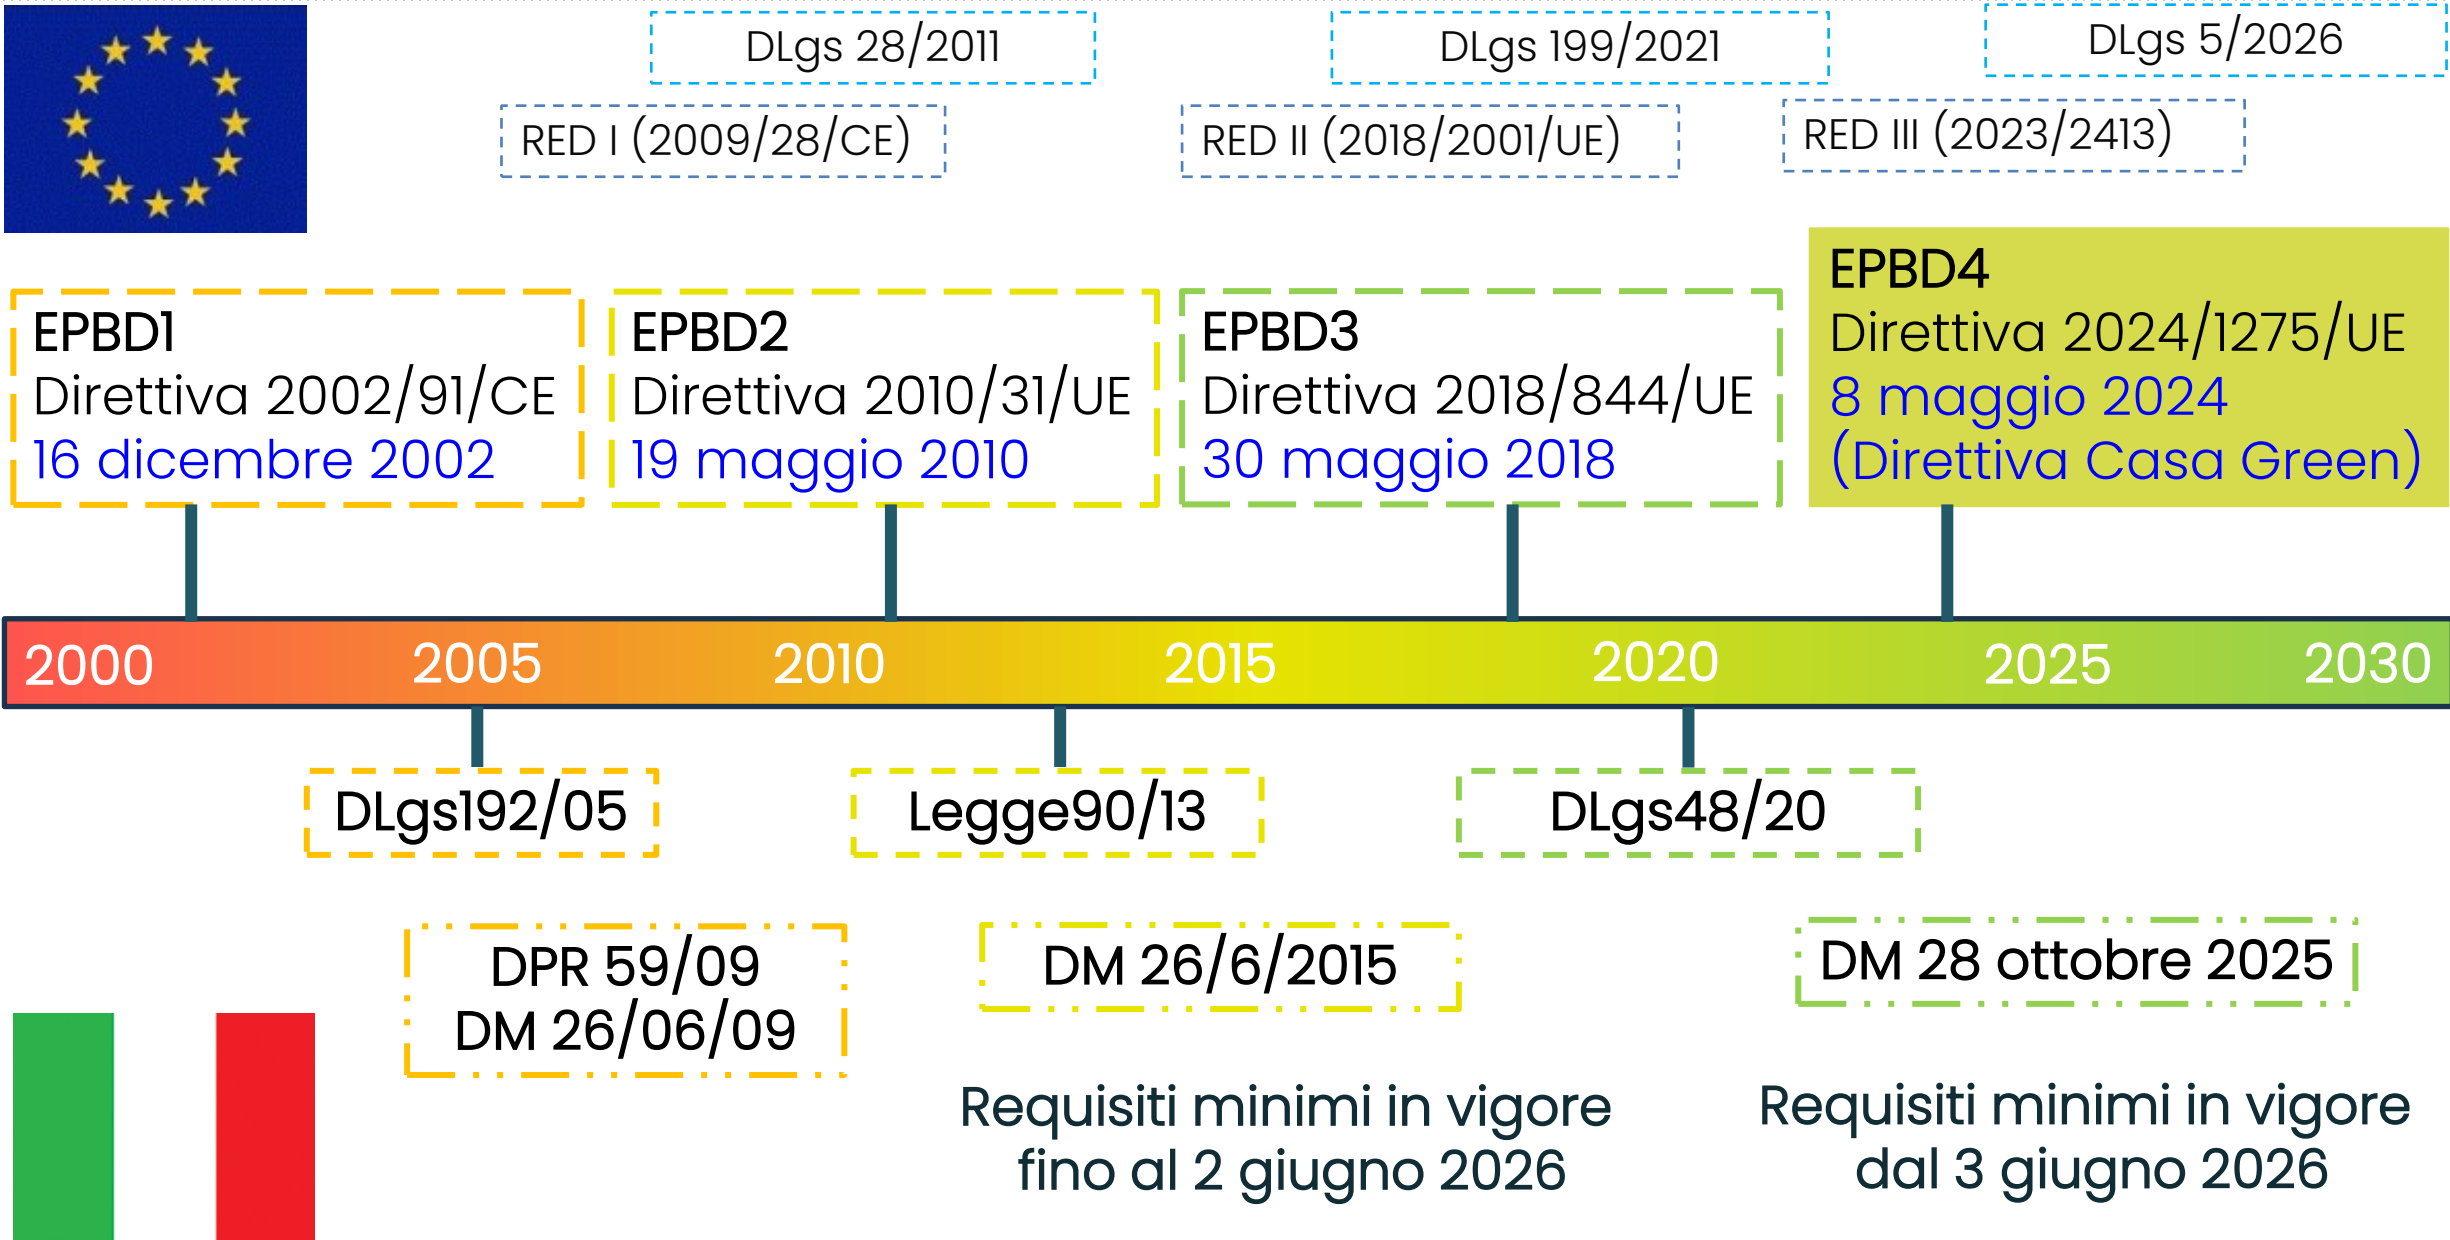 DLgs 28/2011
DLgs 199/2021
DLgs 5/2026
RED I (2009/28/CE)
RED II (2018/2001/UE)
RED III (2023/2413)
EPBD1
Direttiva 2002/91/CE
16 dicembre 2002
EPBD2
Direttiva 2010/31/UE
19 maggio 2010
EPBD3
Direttiva 2018/844/UE
30 maggio 2018
EPBD4
Direttiva 2024/1275/UE
8 maggio 2024
(Direttiva Casa Green)
2000 2005 2010 2015 2020 2025 2030
DLgs192/05
Legge90/13
DLgs48/20
DPR 59/09
DM 26/06/09
DM 26/6/2015
DM 28 ottobre 2025
Requisiti minimi in vigore
fino al 2 giugno 2026
Requisiti minimi in vigore
dal 3 giugno 2026